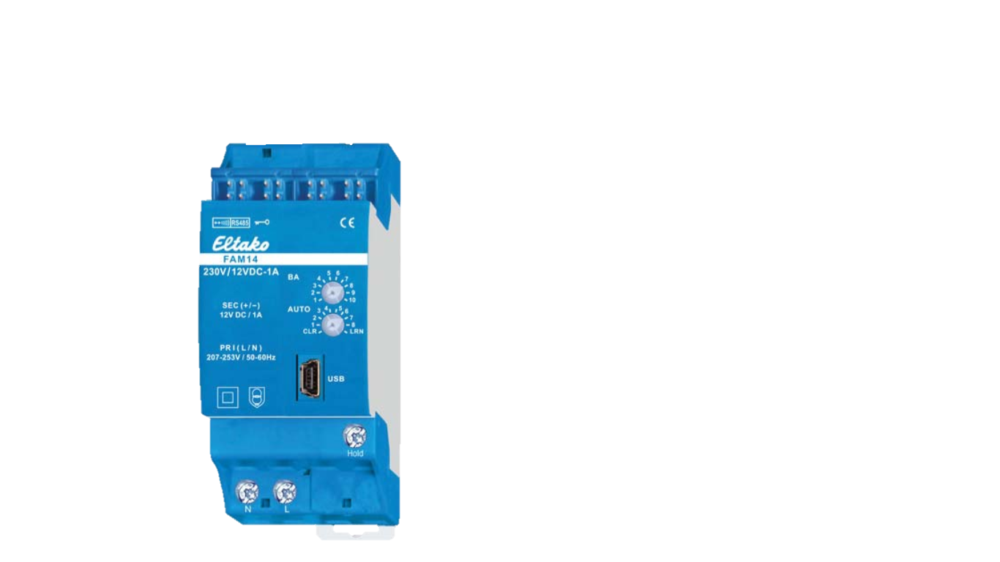 RS485
CE
Eltako
FAM14
230V/12VDC-1A
BA
1 2 3 4 5 6 7 8 9 10
SEC (+/−)
12V DC / 1A
AUTO
CLR 1 2 3 4 5 6 7 8 LRN
PRI ( L / N )
207-253V / 50-60Hz
USB
Hold
N L